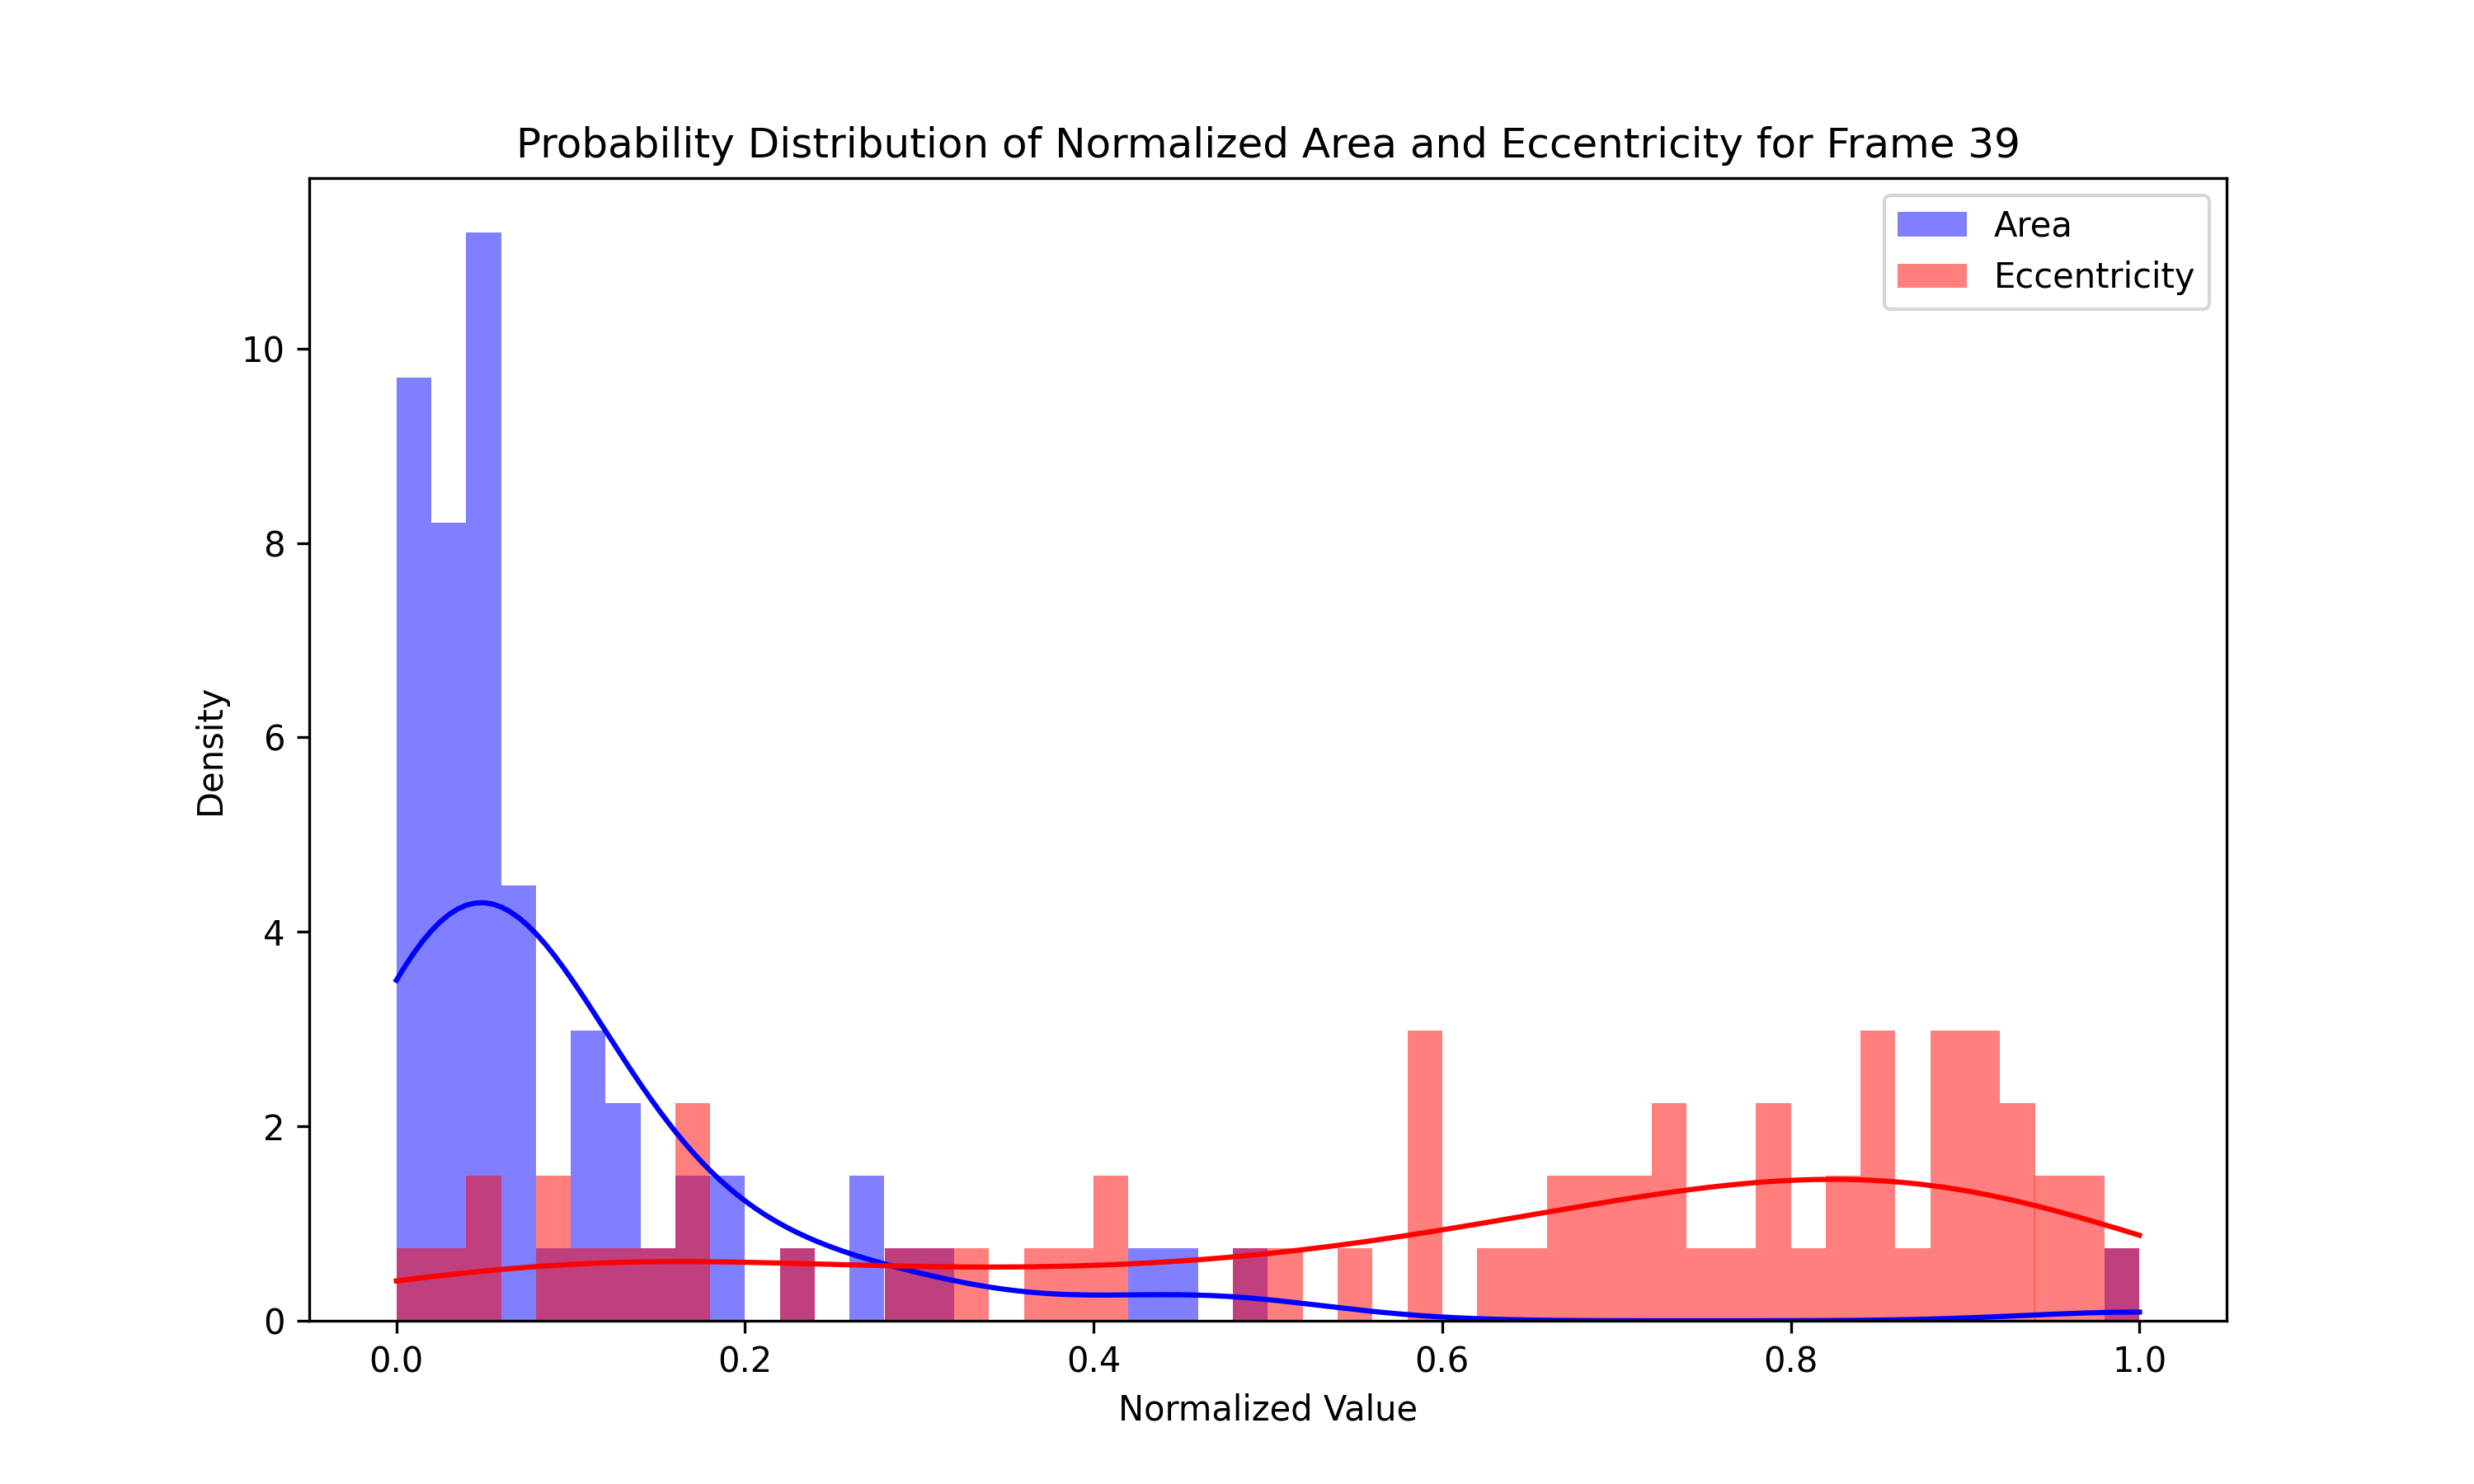 Probability Distribution of Normalized Area and Eccentricity for Frame 39
Area
Eccentricity
10
8
6
4
2
0
Density
0.0 0.2 0.4 0.6 0.8 1.0
Normalized Value